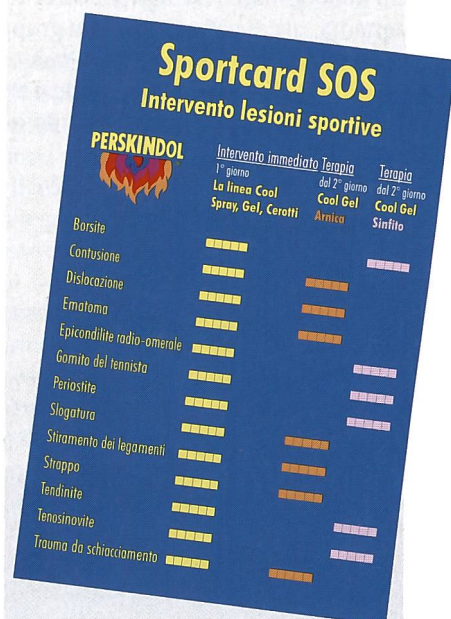 Sportcard SOS
Intervento lesioni sportive
PERSKINDOL
Intervento immediato
1° giorno
La linea Cool
Spray, Gel, Cerotti
Terapia
dal 2° giorno
Cool Gel
Arnica
Terapia
dal 2° giorno
Cool Gel
Sinfito
Borsite
Contusione
Dislocazione
Ematoma
Epicondilite radio-omerale
Gomito del tennista
Periostite
Slogatura
Stiramento dei legamenti
Strappo
Tendinite
Tenosinovite
Trauma da schiacciamento